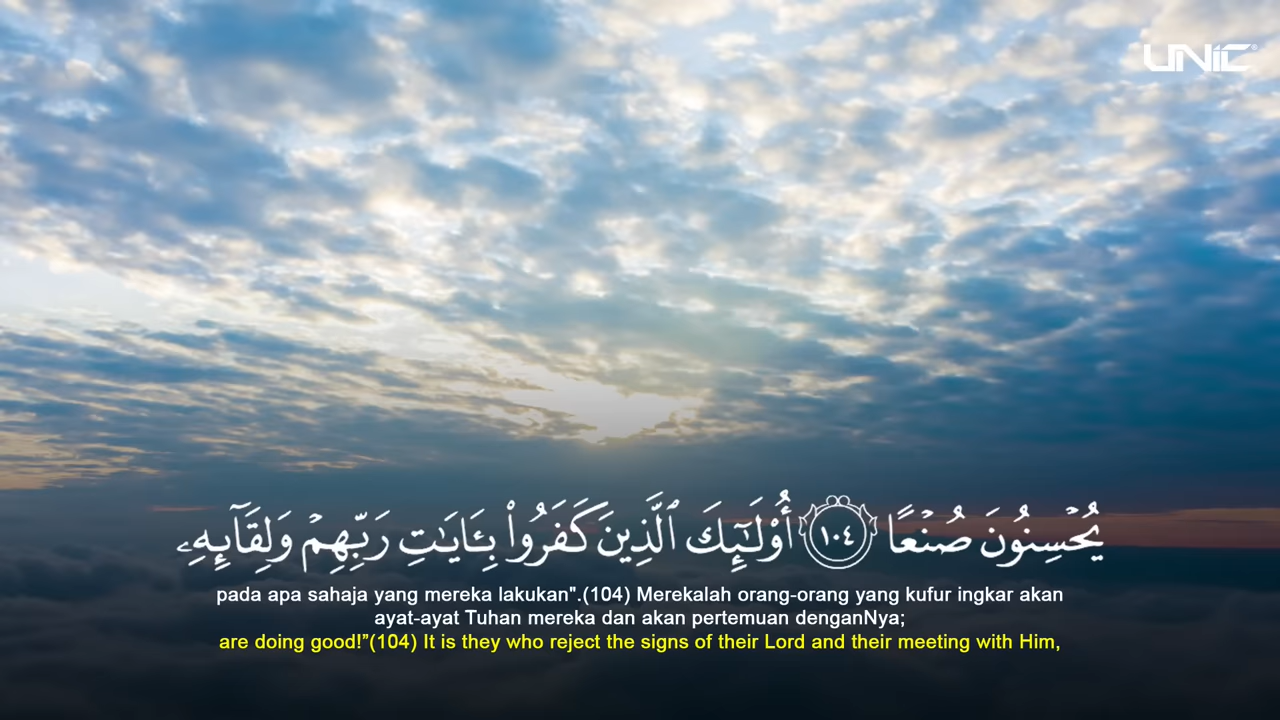 UNIC
يُحْسِنُونَ صُنْعًا ١٠٤ أُو۟لَـٰٓئِكَ ٱلَّذِينَ كَفَرُوا۟ بِـَٔايَـٰتِ رَبِّهِمْ وَلِقَآئِهِۦ
pada apa sahaja yang mereka lakukan".(104) Merekalah orang-orang yang kufur ingkar akan
ayat-ayat Tuhan mereka dan akan pertemuan denganNya;
are doing good!”(104) It is they who reject the signs of their Lord and their meeting with Him,